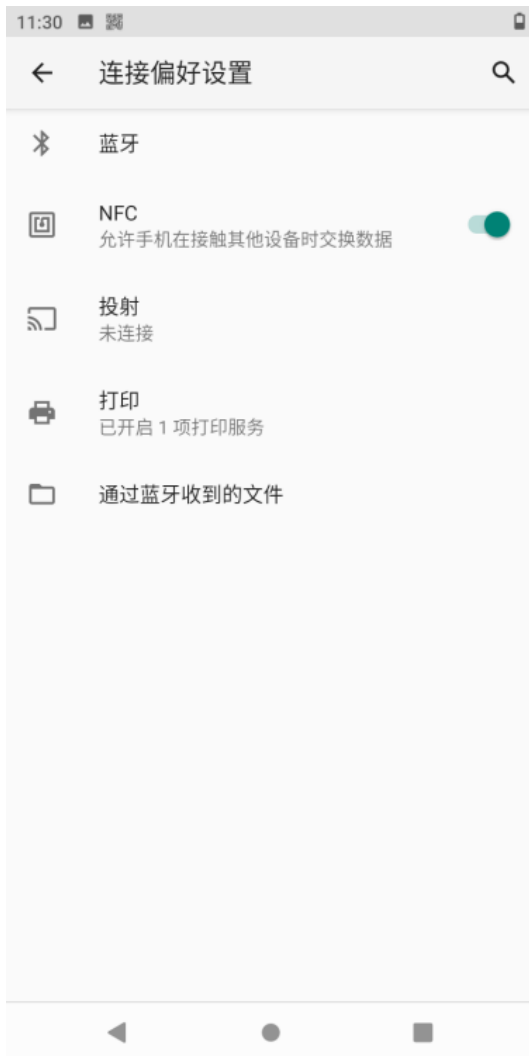 11:30
连接偏好设置
蓝牙
NFC
允许手机在接触其他设备时交换数据
投射
未连接
打印
已开启 1 项打印服务
通过蓝牙收到的文件